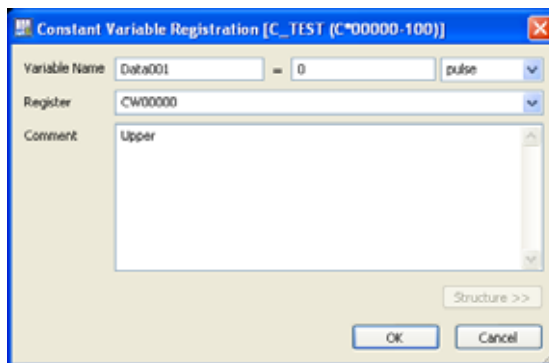 Constant Variable Registration [C_TEST (C*00000-100)]
Variable Name Data001 = 0 pulse
Register CW00000
Comment Upper
Structure >>
OK Cancel